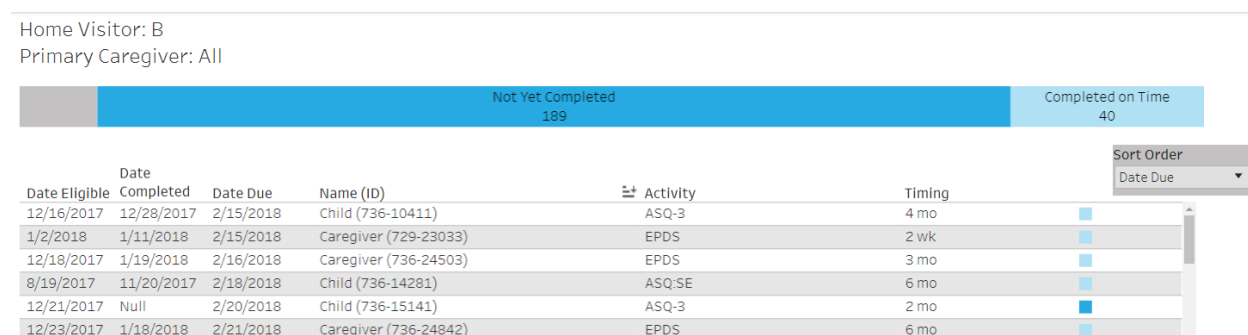 Home Visitor: B
Primary Caregiver: All
Not Yet Completed Completed on Time
189 40
Sort Order
Date Due
Date Eligible Date Completed Date Due Name (ID) Activity Timing
12/16/2017 12/28/2017 2/15/2018 Child (736-10411) ASQ-3 4 mo
1/2/2018 1/11/2018 2/15/2018 Caregiver (729-23033) EPDS 2 wk
12/18/2017 1/19/2018 2/16/2018 Caregiver (736-24503) EPDS 3 mo
8/19/2017 11/20/2017 2/18/2018 Child (736-14281) ASQ:SE 6 mo
12/21/2017 Null 2/20/2018 Child (736-15141) ASQ-3 2 mo
12/23/2017 1/18/2018 2/21/2018 Caregiver (736-24842) EPDS 6 mo